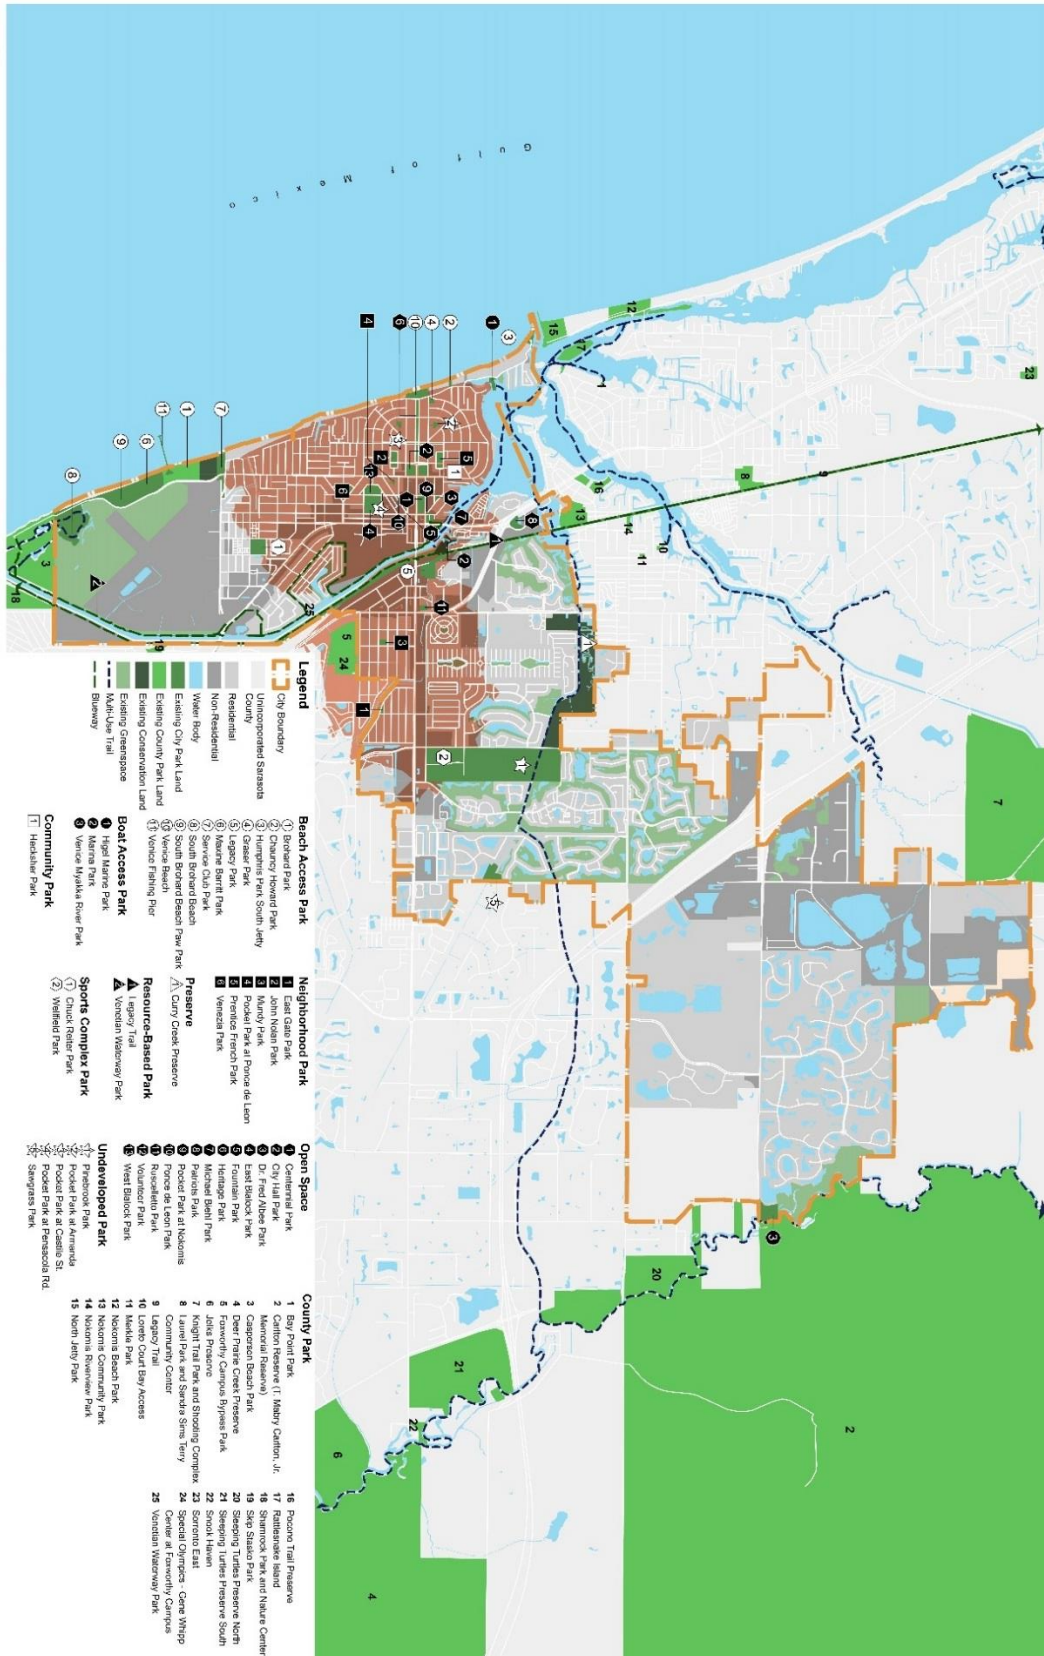 Gulf of Mexico
Legend
City Boundary
Unincorporated Sarasota
County
Residential
Non-Residential
Water Body
Existing City Park Land
Existing County Park Land
Existing Conservation Land
Existing Greenspace
Multi-Use Trail
Blueway
Beach Access Park
1 Brohard Park
2 Chauncy Howard Park
3 Humphris Park South Jetty
4 Graser Park
5 Legacy Park
6 Maxine Barritt Park
7 Service Club Park
8 South Brohard Beach
9 South Brohard Beach Paw Park
10 Venice Beach
11 Venice Fishing Pier
Boat Access Park
1 Higel Marine Park
2 Marina Park
3 Venice Myakka River Park
Community Park
1 Hecksher Park
Neighborhood Park
1 East Gate Park
2 John Nolan Park
3 Mundy Park
4 Pocket Park at Ponce de Leon
5 Prentice French Park
6 Venezia Park
Preserve
1 Curry Creek Preserve
Resource-Based Park
1 Legacy Trail
2 Venetian Waterway Park
Sports Complex Park
1 Chuck Reiter Park
2 Wellfield Park
Open Space
1 Centennial Park
2 City Hall Park
3 Dr. Fred Albee Park
4 East Blalock Park
5 Fountain Park
6 Heritage Park
7 Michael Biehl Park
8 Patriots Park
9 Pocket Park at Nokomis
10 Ponce de Leon Park
11 Ruscelletto Park
12 Volunteer Park
13 West Blalock Park
Undeveloped Park
1 Pinebrook Park
2 Pocket Park at Armada
3 Pocket Park at Castile St.
4 Pocket Park at Pensacola Rd.
5 Sawgrass Park
County Park
1 Bay Point Park
2 Carlton Reserve (T. Mabry Carlton, Jr.
Memorial Reserve)
3 Casperson Beach Park
4 Deer Prairie Creek Preserve
5 Foxworthy Campus Bypass Park
6 Jelks Preserve
7 Knight Trail Park and Shooting Complex
8 Laurel Park and Sandra Sims Terry
Community Center
9 Legacy Trail
10 Loreto Court Bay Access
11 Merkle Park
12 Nokomis Beach Park
13 Nokomis Community Park
14 Nokomis Riverview Park
15 North Jetty Park
16 Pocono Trail Preserve
17 Rattlesnake Island
18 Shamrock Park and Nature Center
19 Skip Stasko Park
20 Sleeping Turtles Preserve North
21 Sleeping Turtles Preserve South
22 Snook Haven
23 Sorrento East
24 Special Olympics - Gene Whipp
Center at Foxworthy Campus
25 Venetian Waterway Park